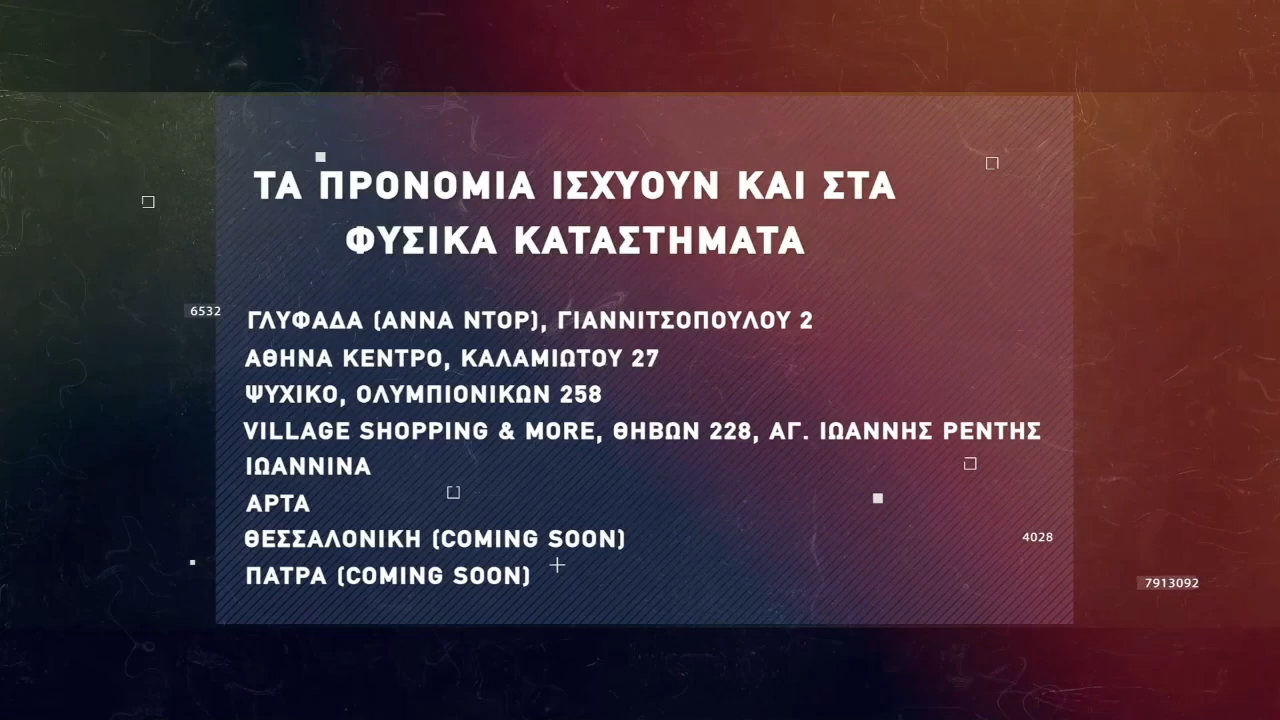 ΤΑ ΠΡΟΝΟΜΙΑ ΙΣΧΥΟΥΝ ΚΑΙ ΣΤΑ
ΦΥΣΙΚΑ ΚΑΤΑΣΤΗΜΑΤΑ
6532
ΓΛΥΦΑΔΑ (ΑΝΝΑ ΝΤΟΡ), ΓΙΑΝΝΙΤΣΟΠΟΥΛΟΥ 2
ΑΘΗΝΑ ΚΕΝΤΡΟ, ΚΑΛΑΜΙΩΤΟΥ 27
ΨΥΧΙΚΟ, ΟΛΥΜΠΙΟΝΙΚΩΝ 258
VILLAGE SHOPPING & MORE, ΘΗΒΩΝ 228, ΑΓ. ΙΩΑΝΝΗΣ ΡΕΝΤΗΣ
ΙΩΑΝΝΙΝΑ
ΑΡΤΑ
ΘΕΣΣΑΛΟΝΙΚΗ (COMING SOON)
4028
ΠΑΤΡΑ (COMING SOON)
7913092